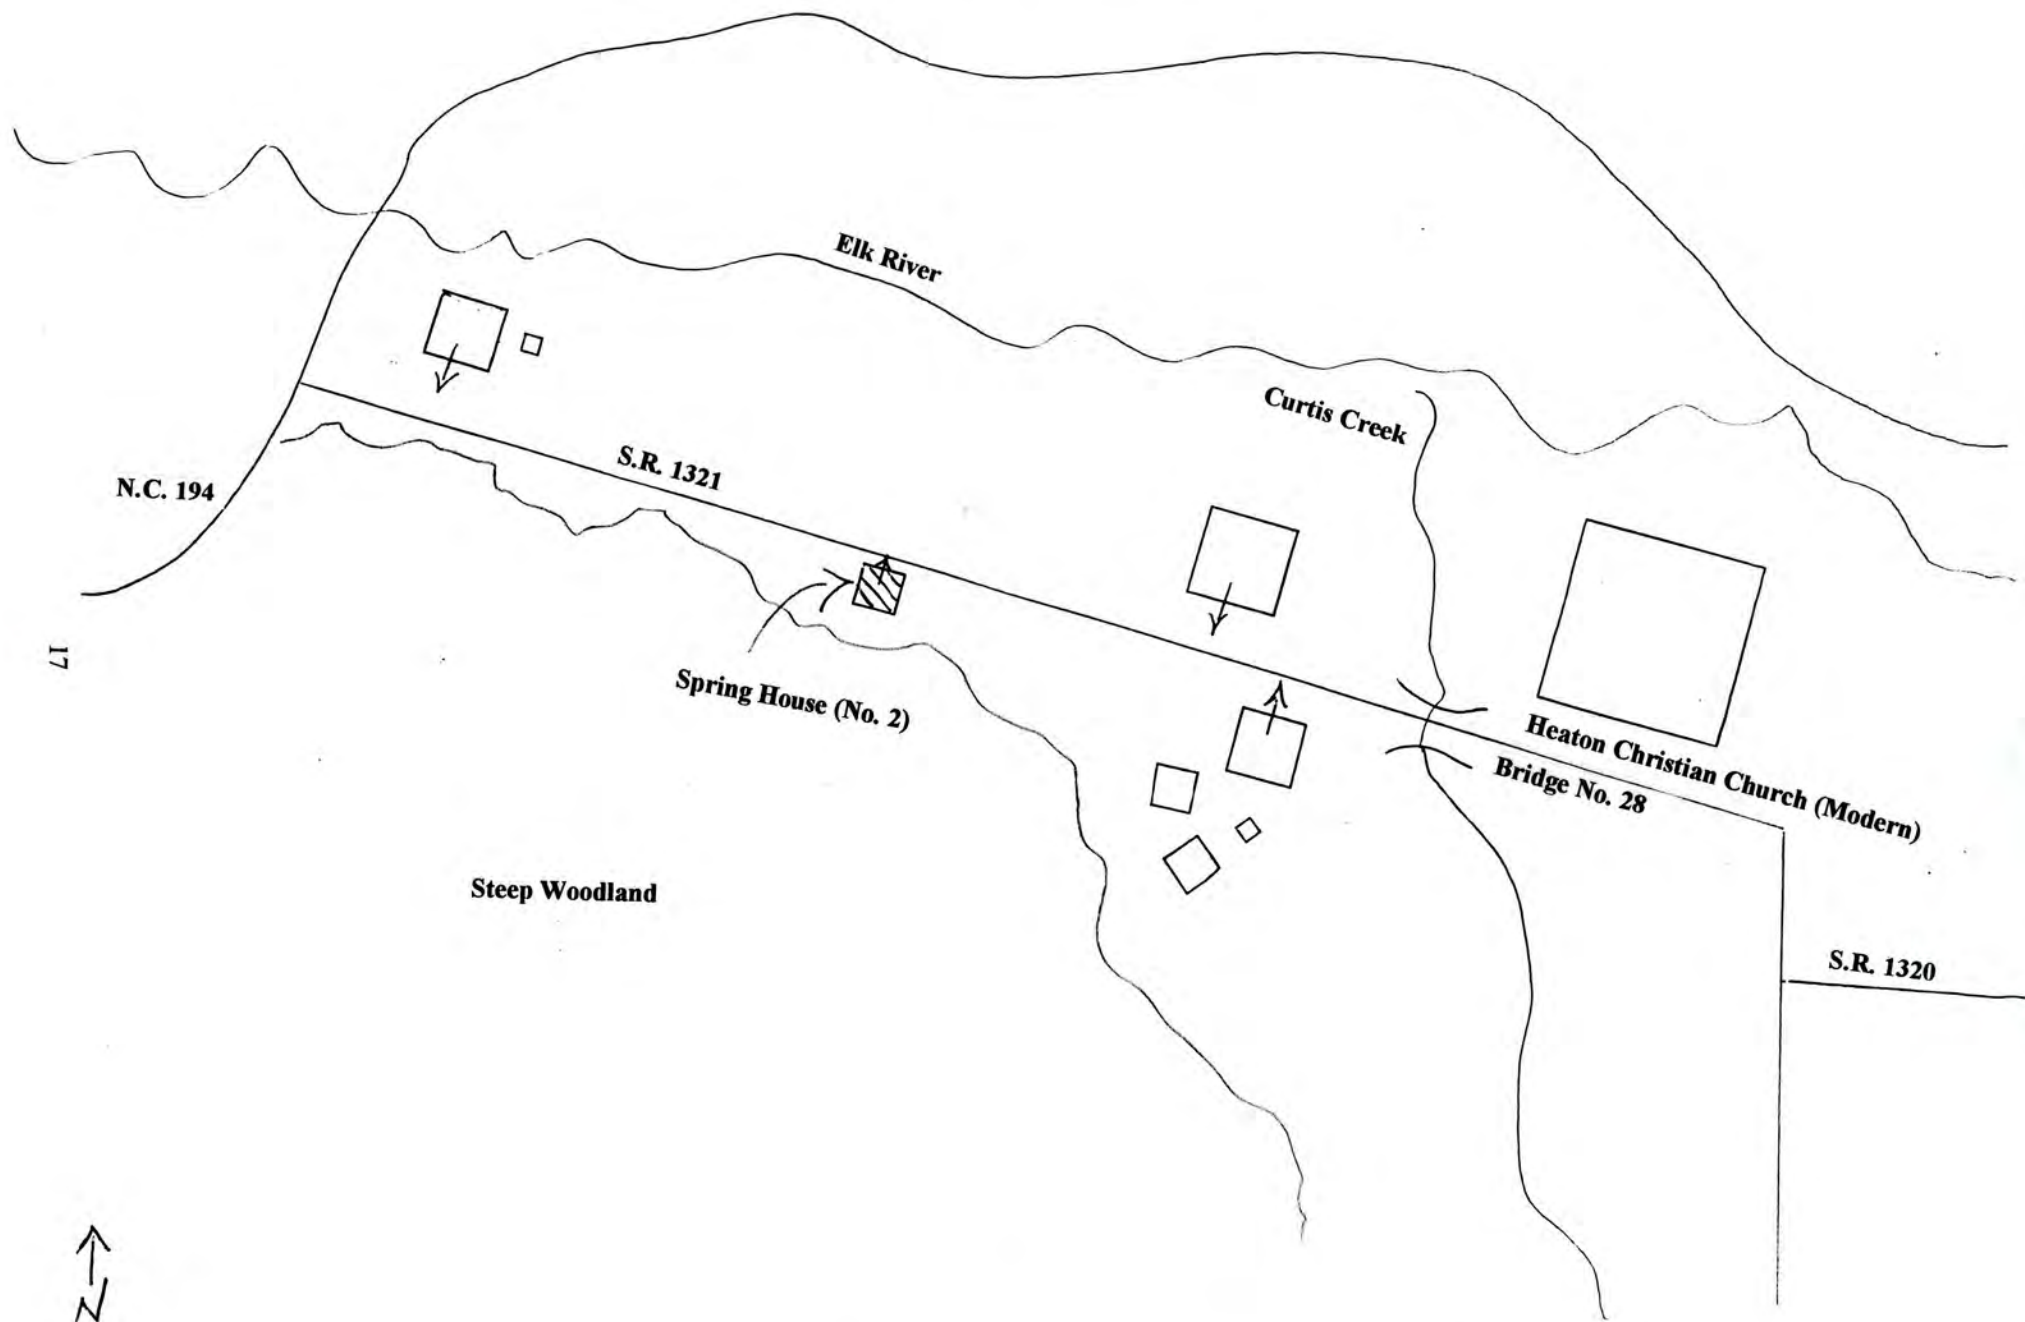 Elk River
Curtis Creek
S.R. 1321
N.C. 194
17
Spring House (No. 2)
Heaton Christian Church (Modern)
Bridge No. 28
Steep Woodland
S.R. 1320
N